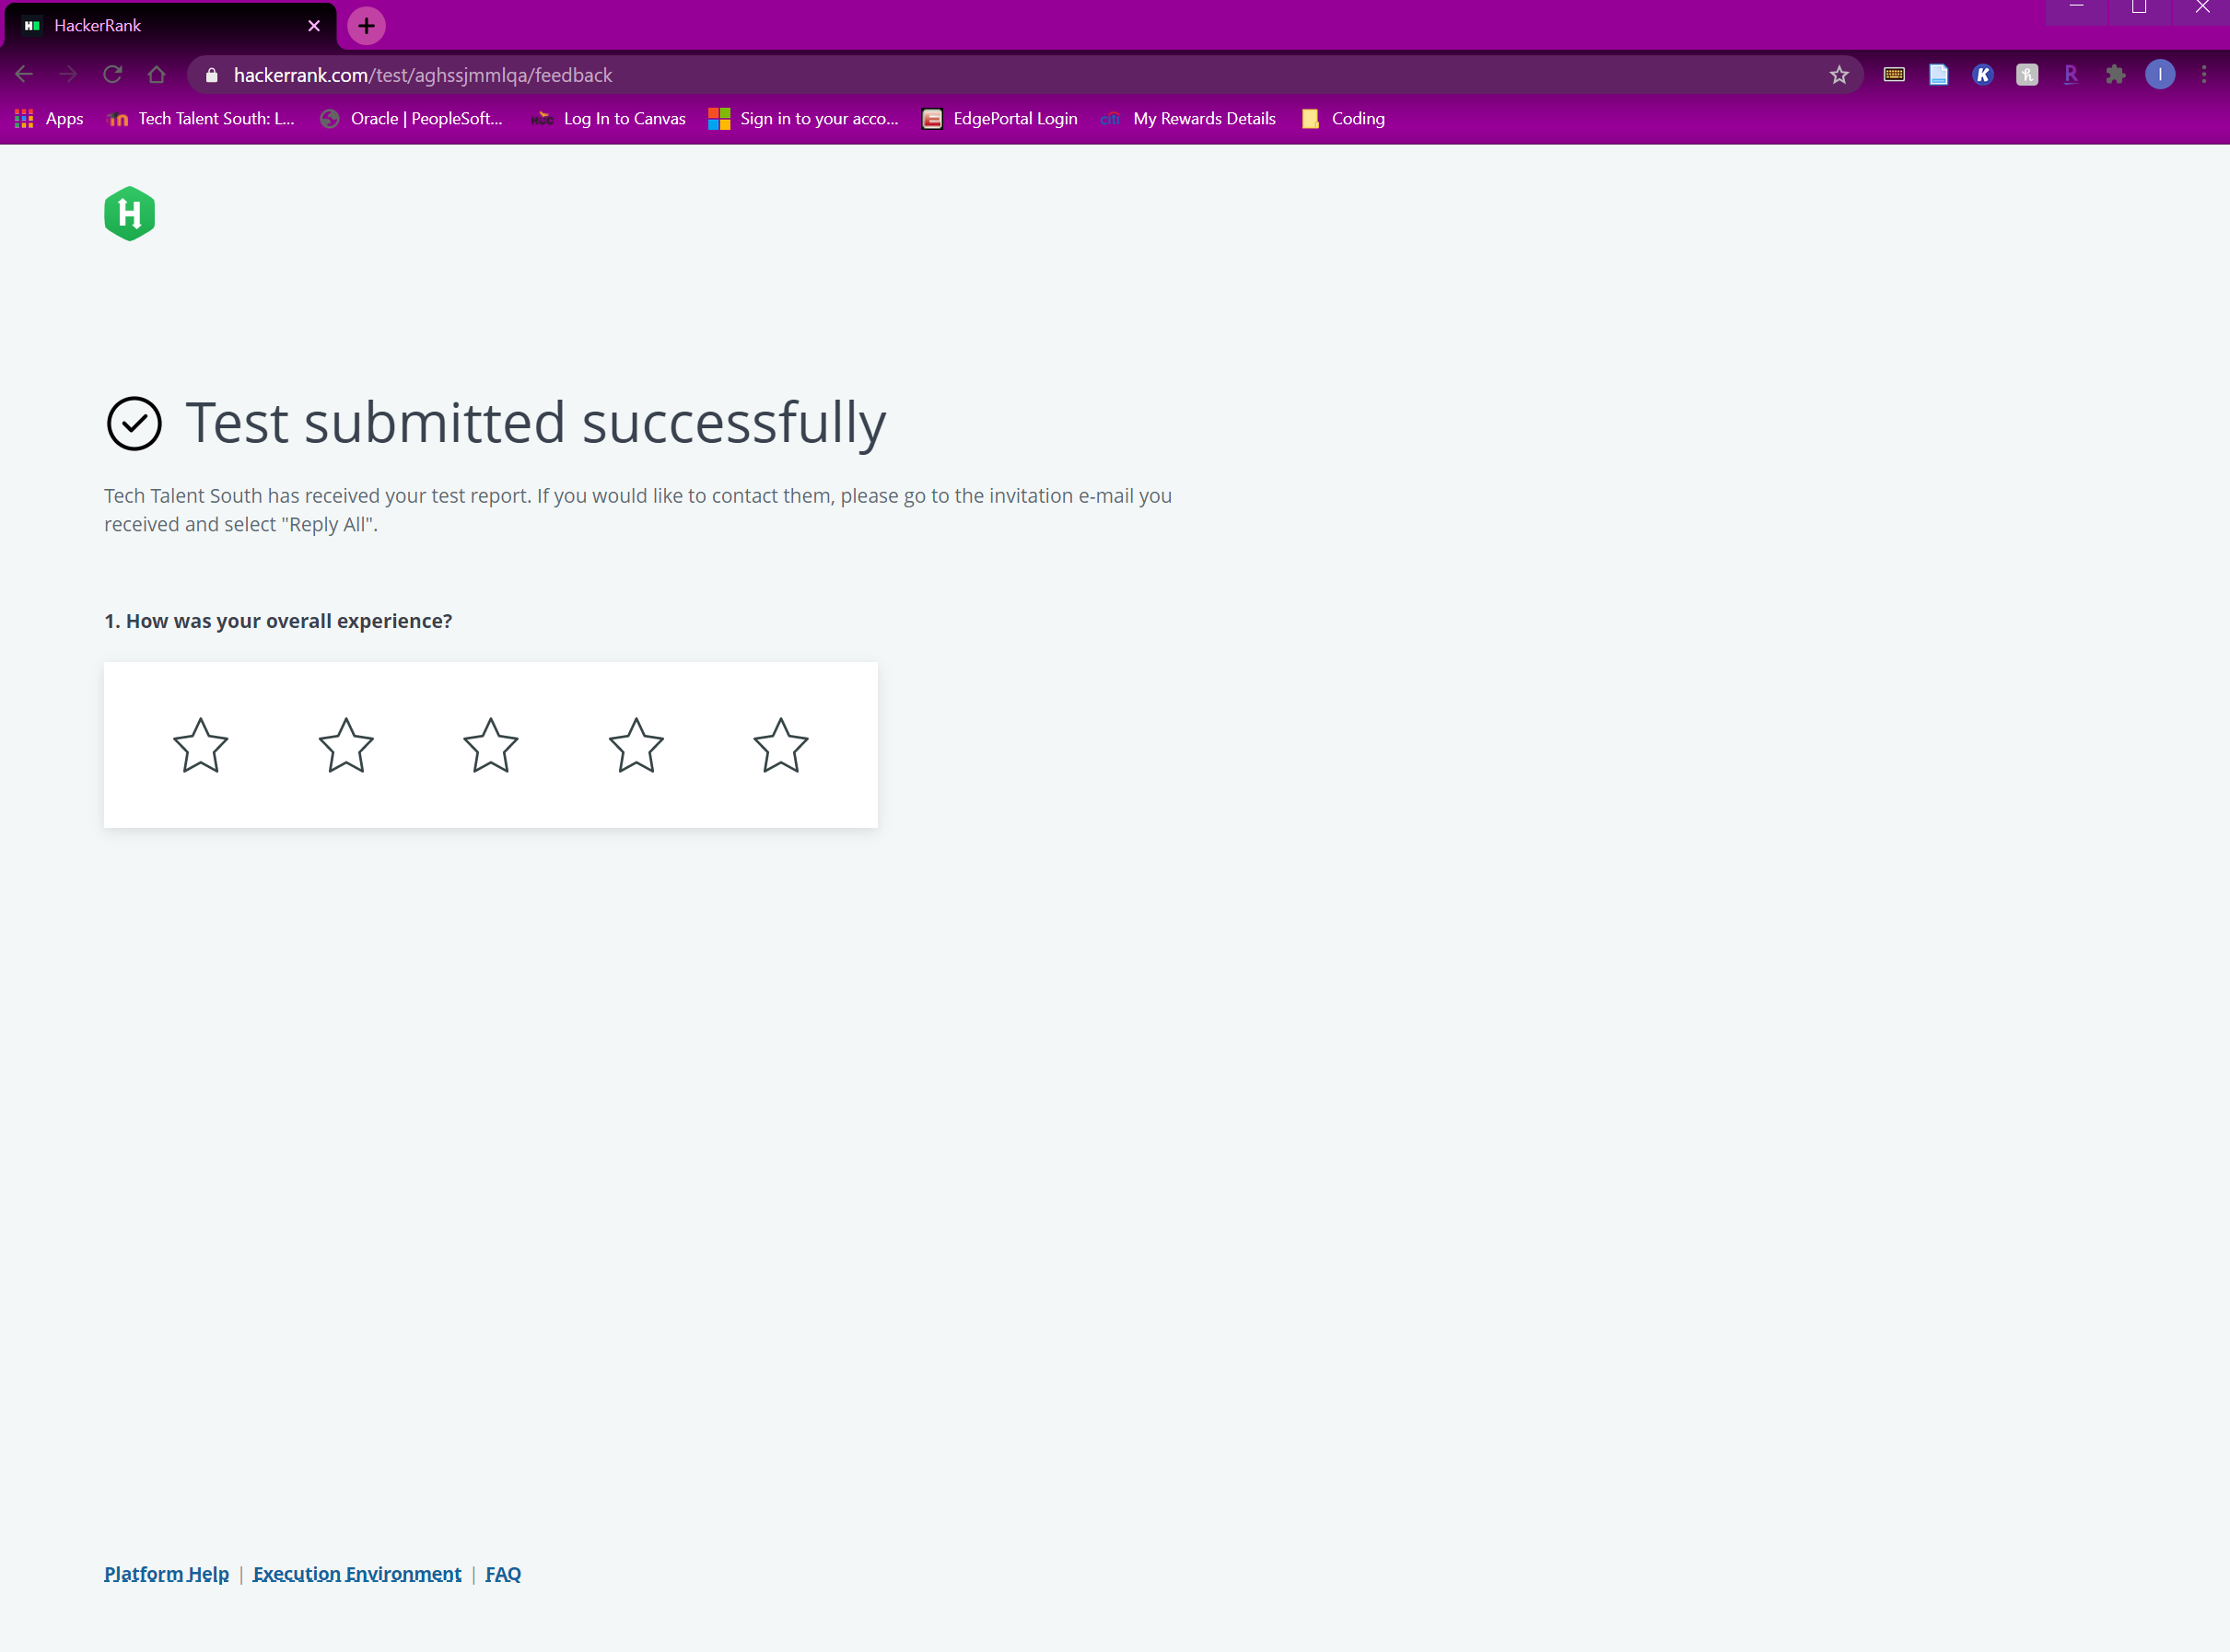 HackerRank
hackerrank.com/test/aghssjmmlqa/feedback
Apps Tech Talent South: L... Oracle | PeopleSoft... HCC Log In to Canvas Sign in to your acco... EdgePortal Login citi My Rewards Details Coding
Test submitted successfully
Tech Talent South has received your test report. If you would like to contact them, please go to the invitation e-mail you
received and select "Reply All".
1. How was your overall experience?
Platform Help | Execution Environment | FAQ